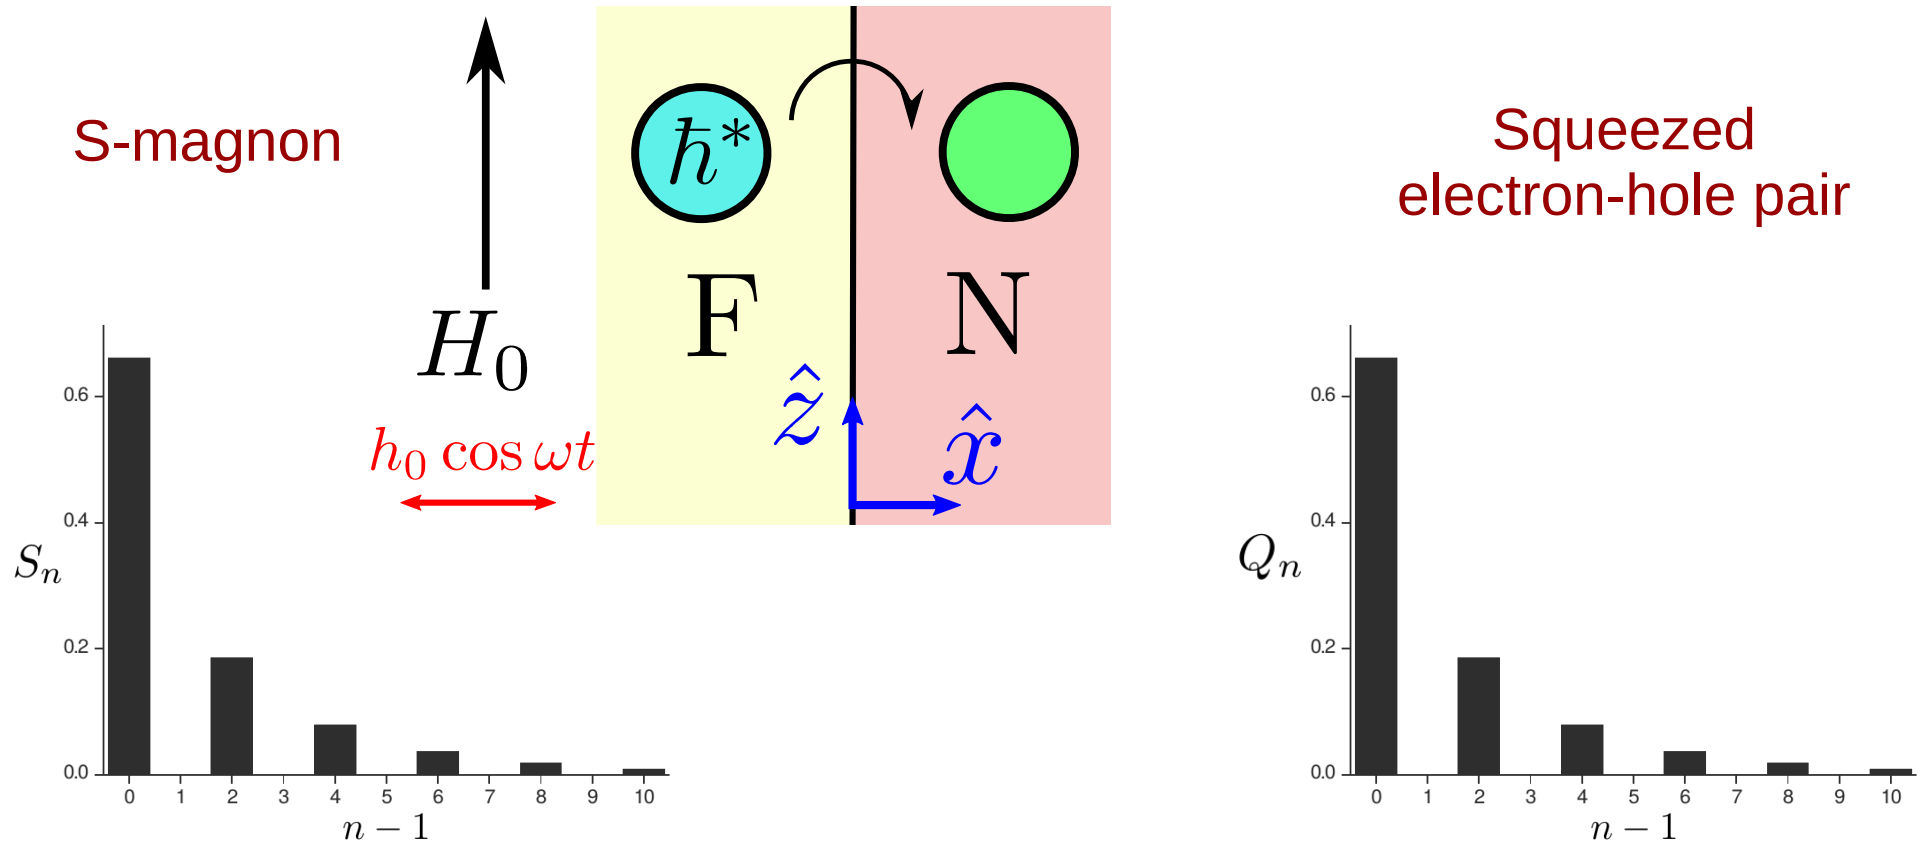 S-magnon
ħ*
Squeezed
electron-hole pair
F
N
H₀
ẑ
x̂
h₀ cos ωt
0.6
0.4
0.2
0.0
Sₙ
0 1 2 3 4 5 6 7 8 9 10
n − 1
0.6
0.4
0.2
0.0
Qₙ
0 1 2 3 4 5 6 7 8 9 10
n − 1